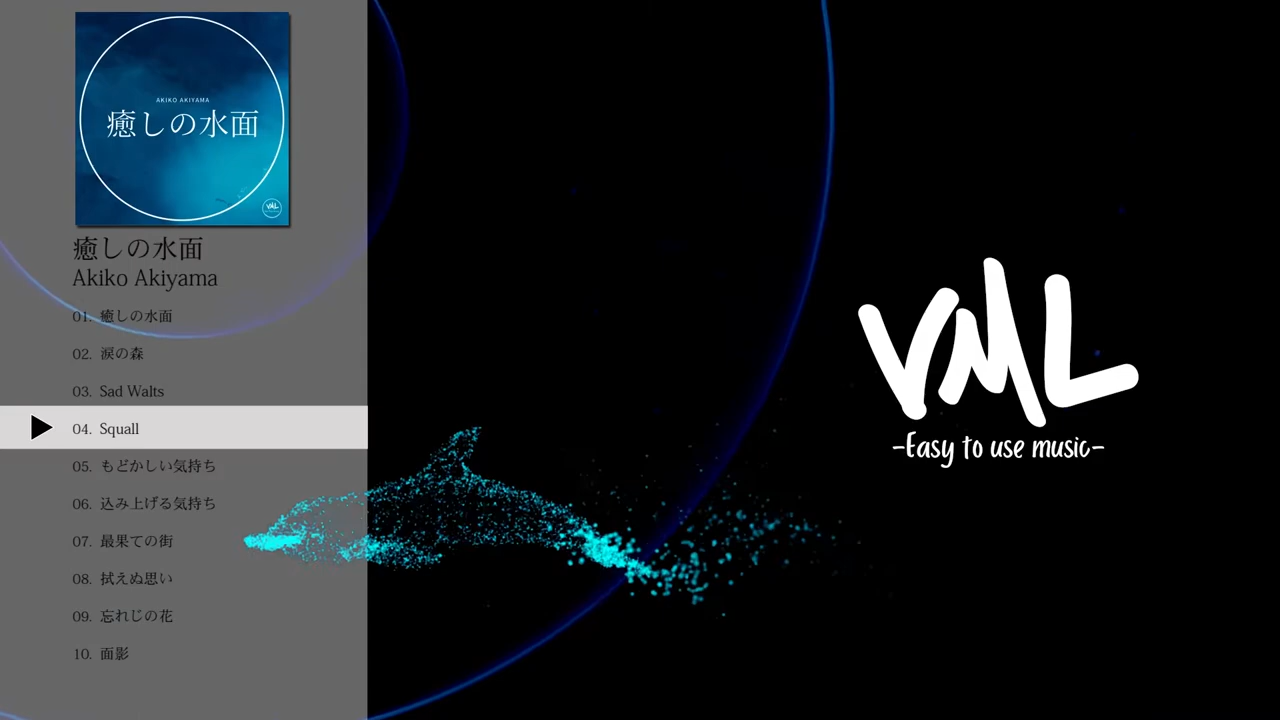 AKIKO AKIYAMA
癒しの水面
VML
癒しの水面
Akiko Akiyama
01. 癒しの水面
02. 涙の森
03. Sad Walts
04. Squall
05. もどかしい気持ち
06. 込み上げる気持ち
07. 最果ての街
08. 拭えぬ思い
09. 忘れじの花
10. 面影
VML
-Easy to use music-